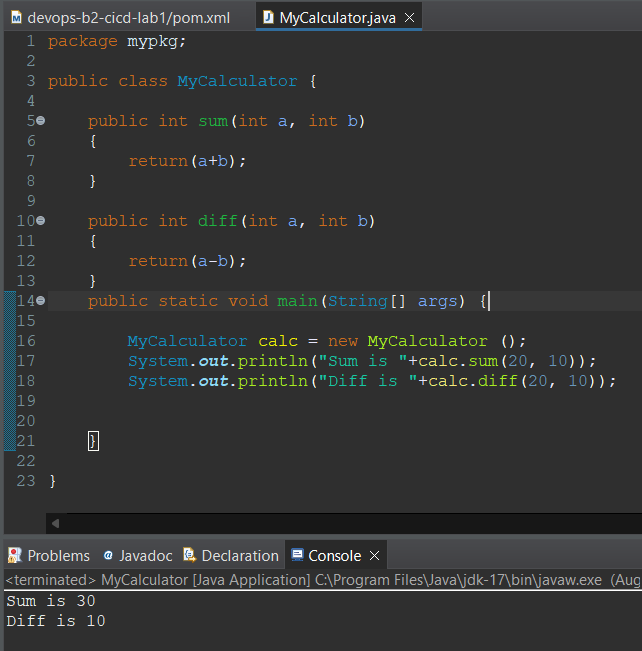 devops-b2-cicd-lab1/pom.xml MyCalculator.java
1 package mypkg;
2
3 public class MyCalculator {
4
5 public int sum(int a, int b)
6 {
7 return(a+b);
8 }
9
10 public int diff(int a, int b)
11 {
12 return(a-b);
13 }
14 public static void main(String[] args) {
15
16 MyCalculator calc = new MyCalculator ();
17 System.out.println("Sum is "+calc.sum(20, 10));
18 System.out.println("Diff is "+calc.diff(20, 10));
19
20
21 }
22
23 }
Problems @ Javadoc Declaration Console
<terminated> MyCalculator [Java Application] C:\Program Files\Java\jdk-17\bin\javaw.exe (Aug
Sum is 30
Diff is 10